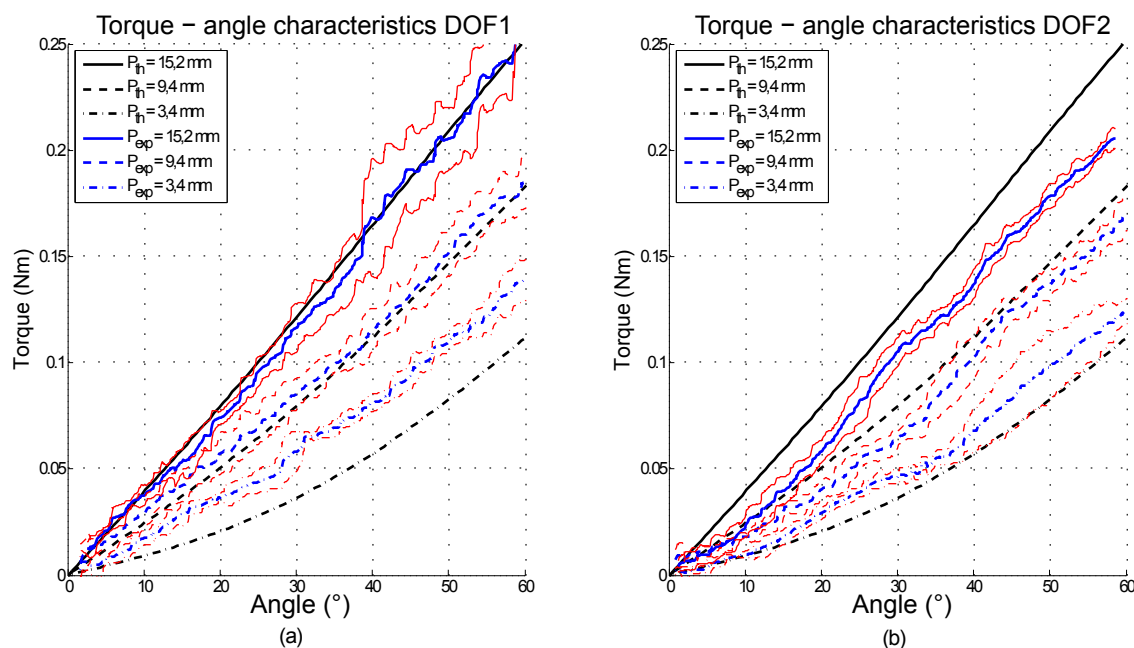 Torque – angle characteristics DOF1
0.25
0.2
0.15
0.1
0.05
0
Torque (Nm)
P_th = 15,2 mm
P_th = 9,4 mm
P_th = 3,4 mm
P_exp = 15,2 mm
P_exp = 9,4 mm
P_exp = 3,4 mm
0 10 20 30 40 50 60
Angle (°)
(a)
Torque – angle characteristics DOF2
0.25
0.2
0.15
0.1
0.05
0
Torque (Nm)
P_th = 15,2 mm
P_th = 9,4 mm
P_th = 3,4 mm
P_exp = 15,2 mm
P_exp = 9,4 mm
P_exp = 3,4 mm
0 10 20 30 40 50 60
Angle (°)
(b)